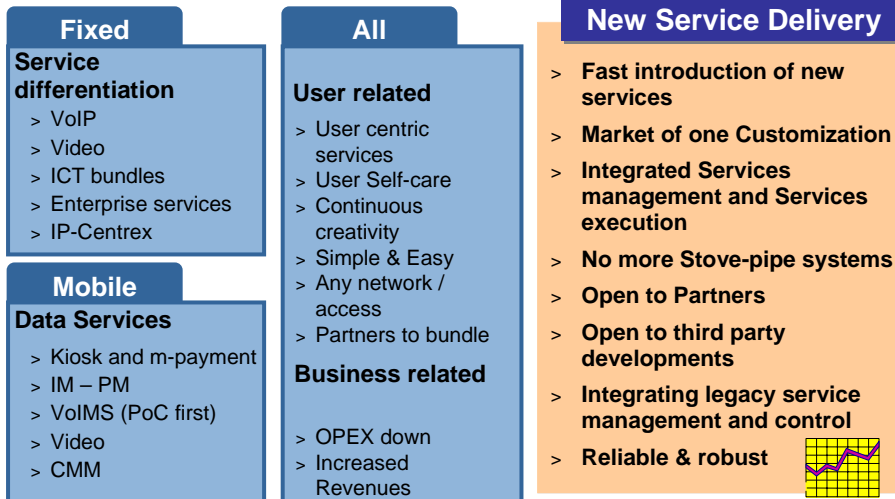 Fixed
Service
differentiation
> VoIP
> Video
> ICT bundles
> Enterprise services
> IP-Centrex
Mobile
Data Services
> Kiosk and m-payment
> IM – PM
> VoIMS (PoC first)
> Video
> CMM
All
User related
> User centric
services
> User Self-care
> Continuous
creativity
> Simple & Easy
> Any network /
access
> Partners to bundle
Business related
> OPEX down
> Increased
Revenues
New Service Delivery
> Fast introduction of new
services
> Market of one Customization
> Integrated Services
management and Services
execution
> No more Stove-pipe systems
> Open to Partners
> Open to third party
developments
> Integrating legacy service
management and control
> Reliable & robust